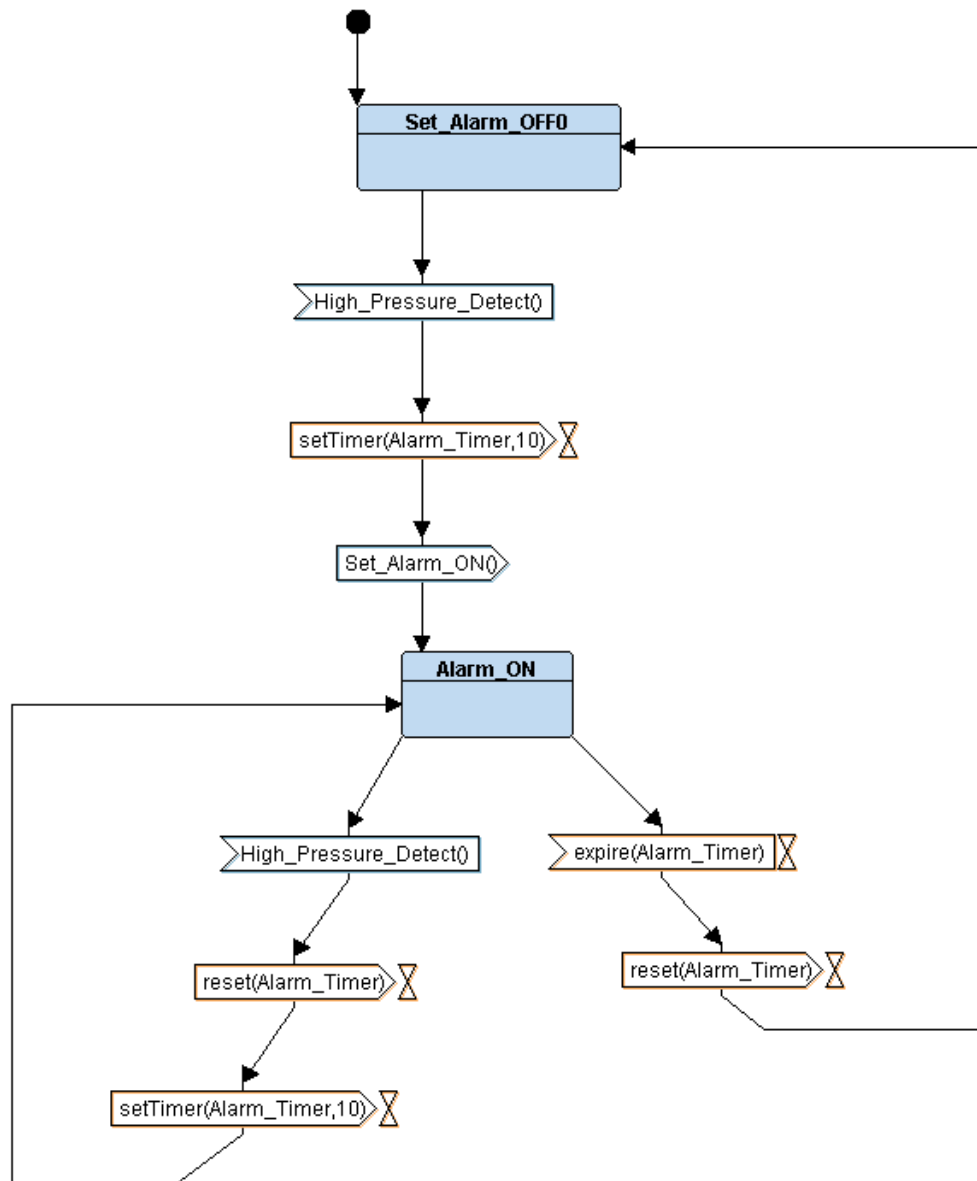 Set_Alarm_OFF0
High_Pressure_Detect()
setTimer(Alarm_Timer,10)
Set_Alarm_ON()
Alarm_ON
High_Pressure_Detect()
expire(Alarm_Timer)
reset(Alarm_Timer)
reset(Alarm_Timer)
setTimer(Alarm_Timer,10)